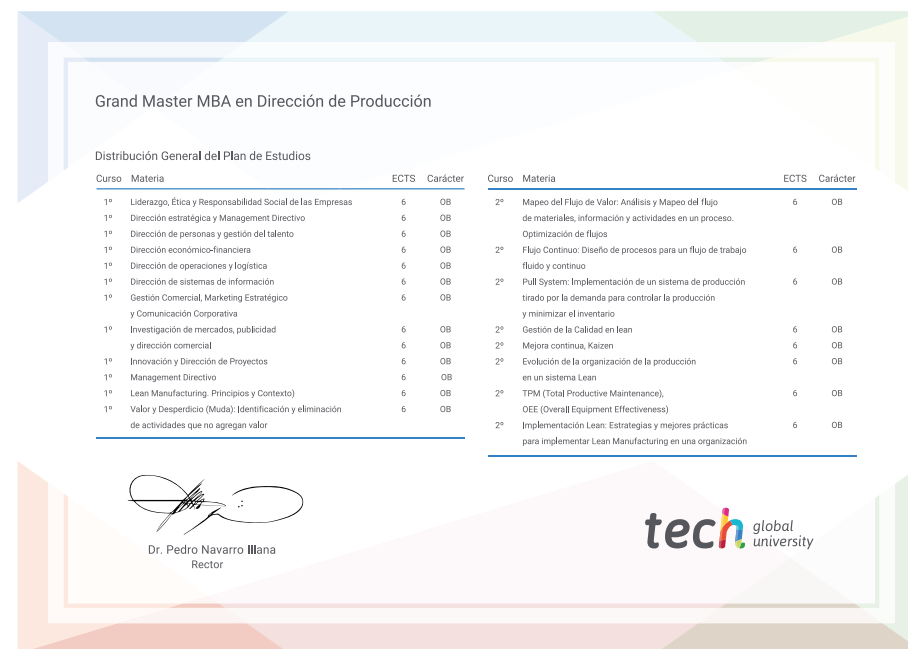 Grand Master MBA en Dirección de Producción
Distribución General del Plan de Estudios
Curso Materia ECTS Carácter
1º Liderazgo, Ética y Responsabilidad Social de las Empresas 6 OB
1º Dirección estratégica y Management Directivo 6 OB
1º Dirección de personas y gestión del talento 6 OB
1º Dirección económico-financiera 6 OB
1º Dirección de operaciones y logística 6 OB
1º Dirección de sistemas de información 6 OB
1º Gestión Comercial, Marketing Estratégico 6 OB
y Comunicación Corporativa
1º Investigación de mercados, publicidad 6 OB
y dirección comercial 6 OB
1º Innovación y Dirección de Proyectos 6 OB
1º Management Directivo 6 OB
1º Lean Manufacturing. Principios y Contexto) 6 OB
1º Valor y Desperdicio (Muda): Identificación y eliminación 6 OB
de actividades que no agregan valor
Curso Materia ECTS Carácter
2º Mapeo del Flujo de Valor: Análisis y Mapeo del flujo 6 OB
de materiales, información y actividades en un proceso.
Optimización de flujos
2º Flujo Continuo: Diseño de procesos para un flujo de trabajo 6 OB
fluido y continuo
2º Pull System: Implementación de un sistema de producción 6 OB
tirado por la demanda para controlar la producción
y minimizar el inventario
2º Gestión de la Calidad en lean 6 OB
2º Mejora continua, Kaizen 6 OB
2º Evolución de la organización de la producción 6 OB
en un sistema Lean
2º TPM (Total Productive Maintenance), 6 OB
OEE (Overall Equipment Effectiveness)
2º Implementación Lean: Estrategias y mejores prácticas 6 OB
para implementar Lean Manufacturing en una organización
Dr. Pedro Navarro Illana
Rector
tech global
university